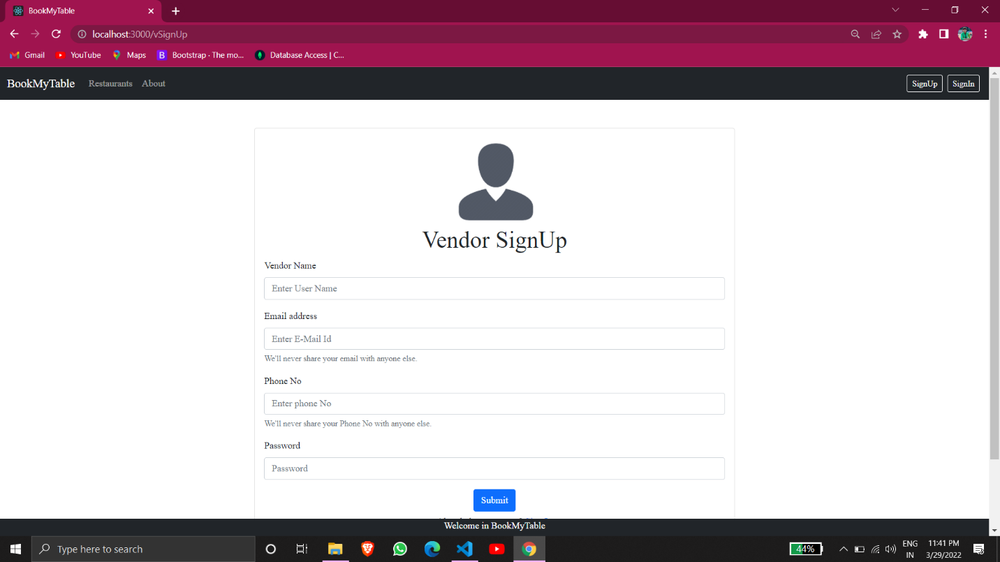 BookMyTable
localhost:3000/vSignUp
Gmail YouTube Maps B Bootstrap · The mo... Database Access | C...
BookMyTable Restaurants About SignUp SignIn
Vendor SignUp
Vendor Name
Enter User Name
Email address
Enter E-Mail Id
We'll never share your email with anyone else.
Phone No
Enter phone No
We'll never share your Phone No with anyone else.
Password
Password
Submit
Welcome in BookMyTable
Type here to search
44%
ENG
IN
11:41 PM
3/29/2022